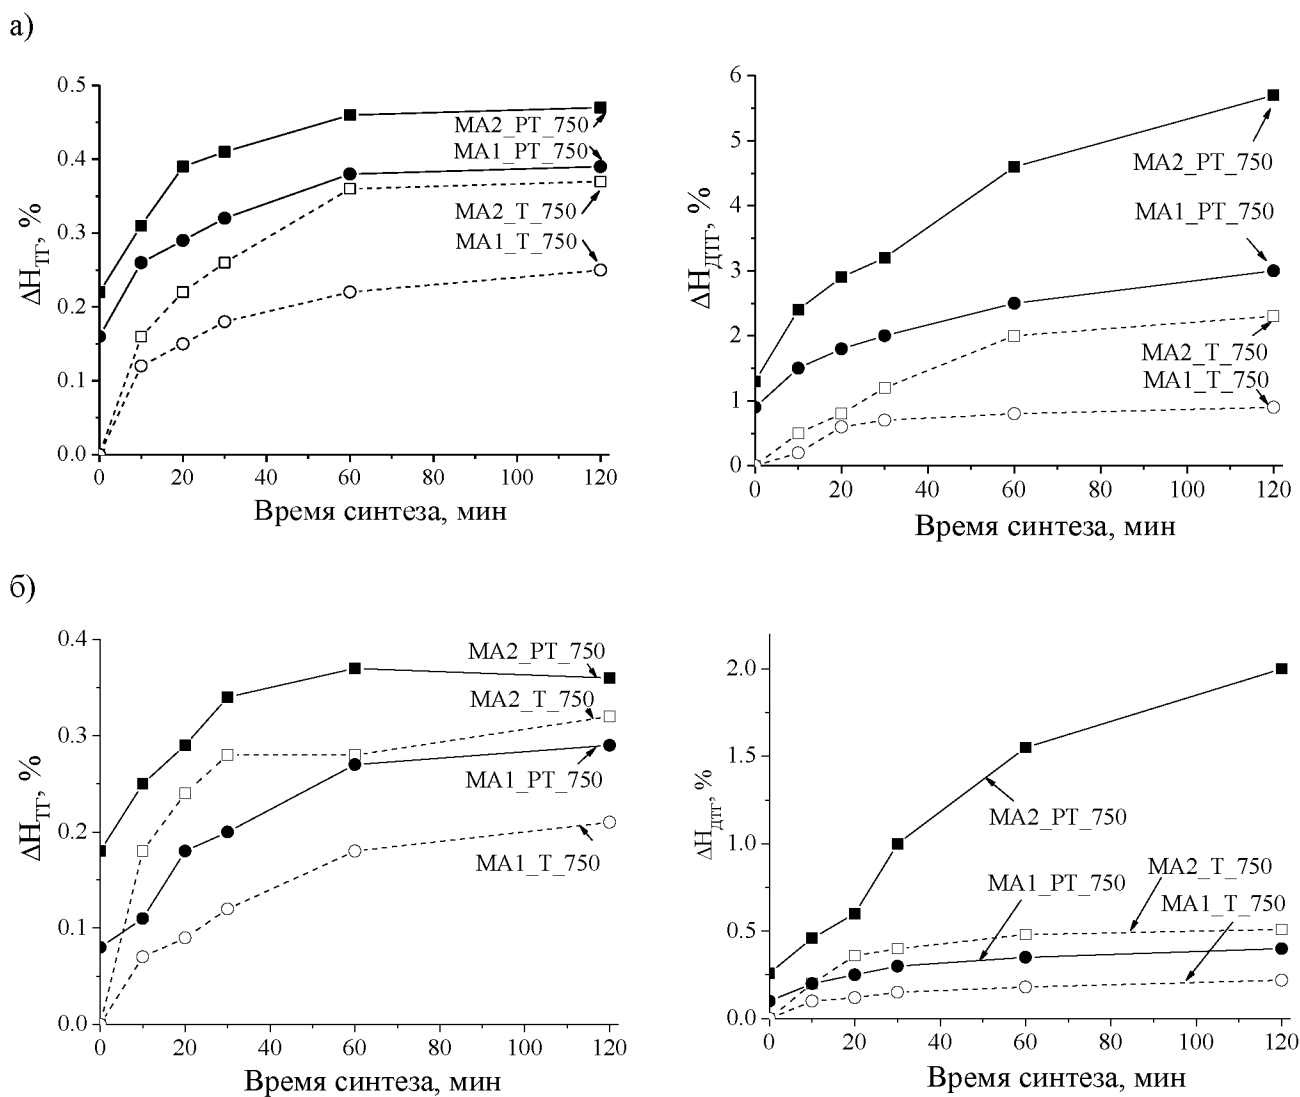 а)
0.5
0.4
0.3
0.2
0.1
0.0
ΔH_ТГ, %
MA2_PT_750
MA1_PT_750
MA2_T_750
MA1_T_750
0 20 40 60 80 100 120
Время синтеза, мин
6
5
4
3
2
1
0
ΔH_ДТГ, %
MA2_PT_750
MA1_PT_750
MA2_T_750
MA1_T_750
0 20 40 60 80 100 120
Время синтеза, мин
б)
0.4
0.3
0.2
0.1
0.0
ΔH_ТГ, %
MA2_PT_750
MA2_T_750
MA1_PT_750
MA1_T_750
0 20 40 60 80 100 120
Время синтеза, мин
2.0
1.5
1.0
0.5
0.0
ΔH_ДТГ, %
MA2_PT_750
MA2_T_750
MA1_PT_750
MA1_T_750
0 20 40 60 80 100 120
Время синтеза, мин